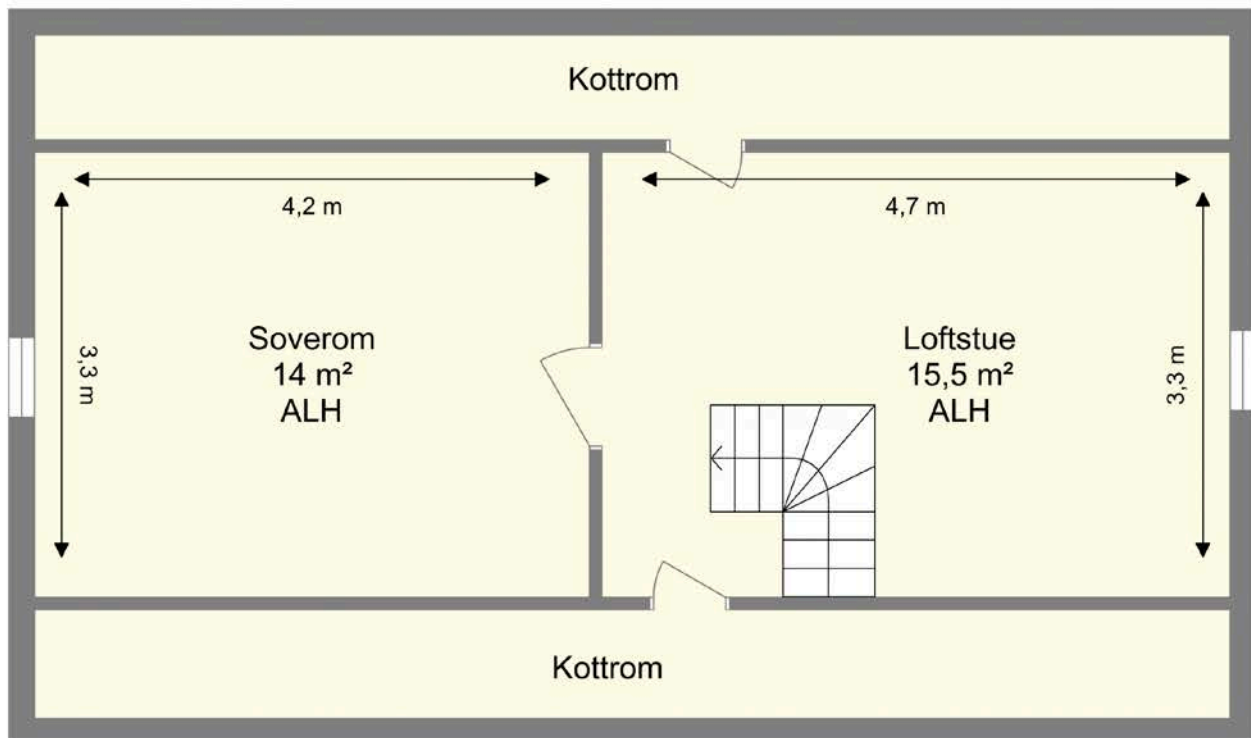 Kottrom
4,2 m
4,7 m
3,3 m
Soverom
14 m²
ALH
Loftstue
15,5 m²
ALH
3,3 m
Kottrom